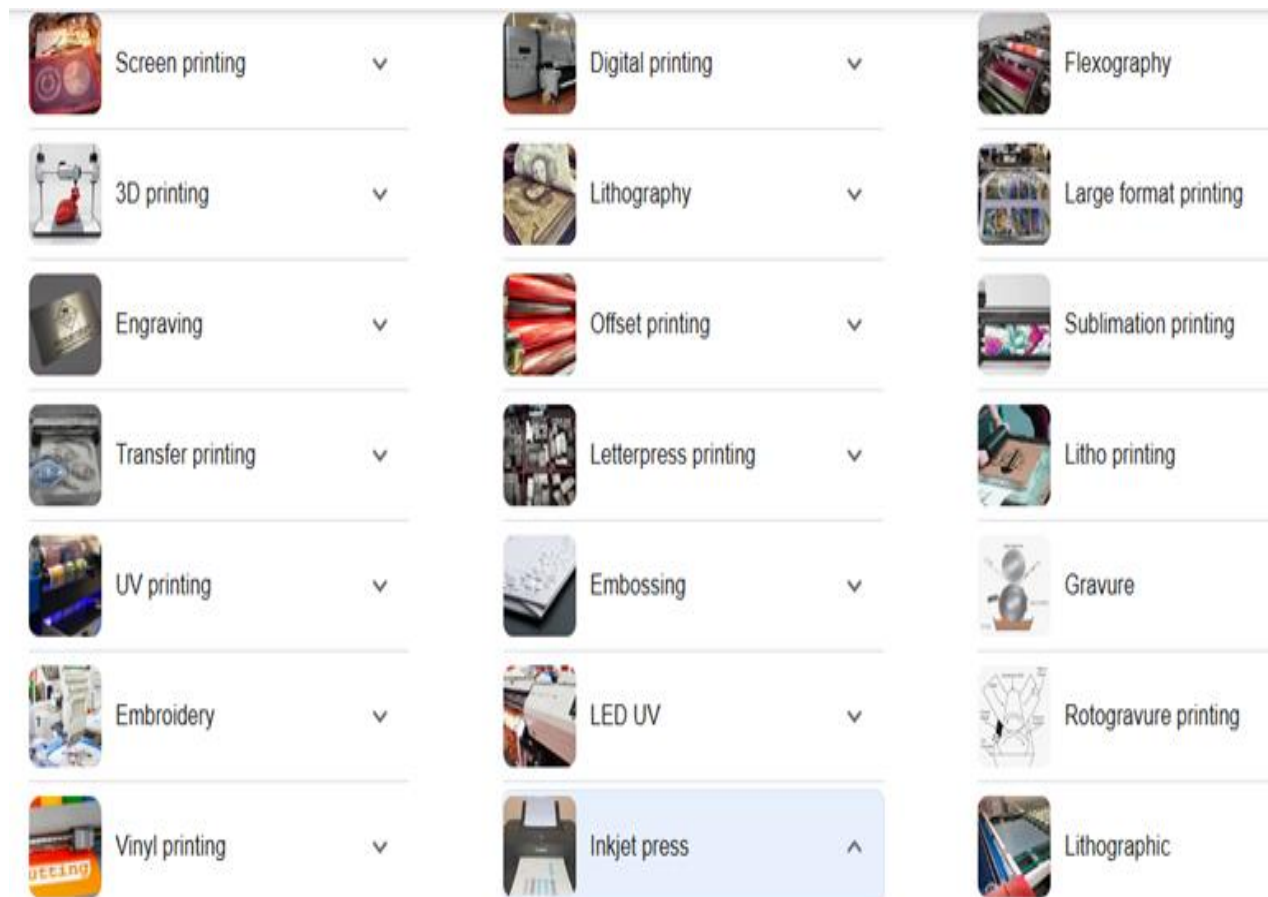 Screen printing
Digital printing
Flexography
3D printing
Lithography
Large format printing
Engraving
Offset printing
Sublimation printing
Transfer printing
Letterpress printing
Litho printing
UV printing
Embossing
Gravure
Embroidery
LED UV
Rotogravure printing
Vinyl printing
Inkjet press
Lithographic
utting